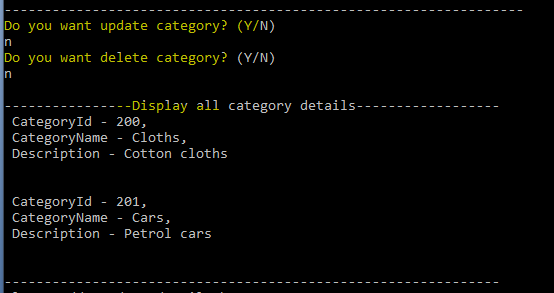 -----------------------------------------------------------------
Do you want update category? (Y/N)
n
Do you want delete category? (Y/N)
n
----------------Display all category details------------------
CategoryId - 200,
CategoryName - Cloths,
Description - Cotton cloths
CategoryId - 201,
CategoryName - Cars,
Description - Petrol cars
--------------------------------------------------------------